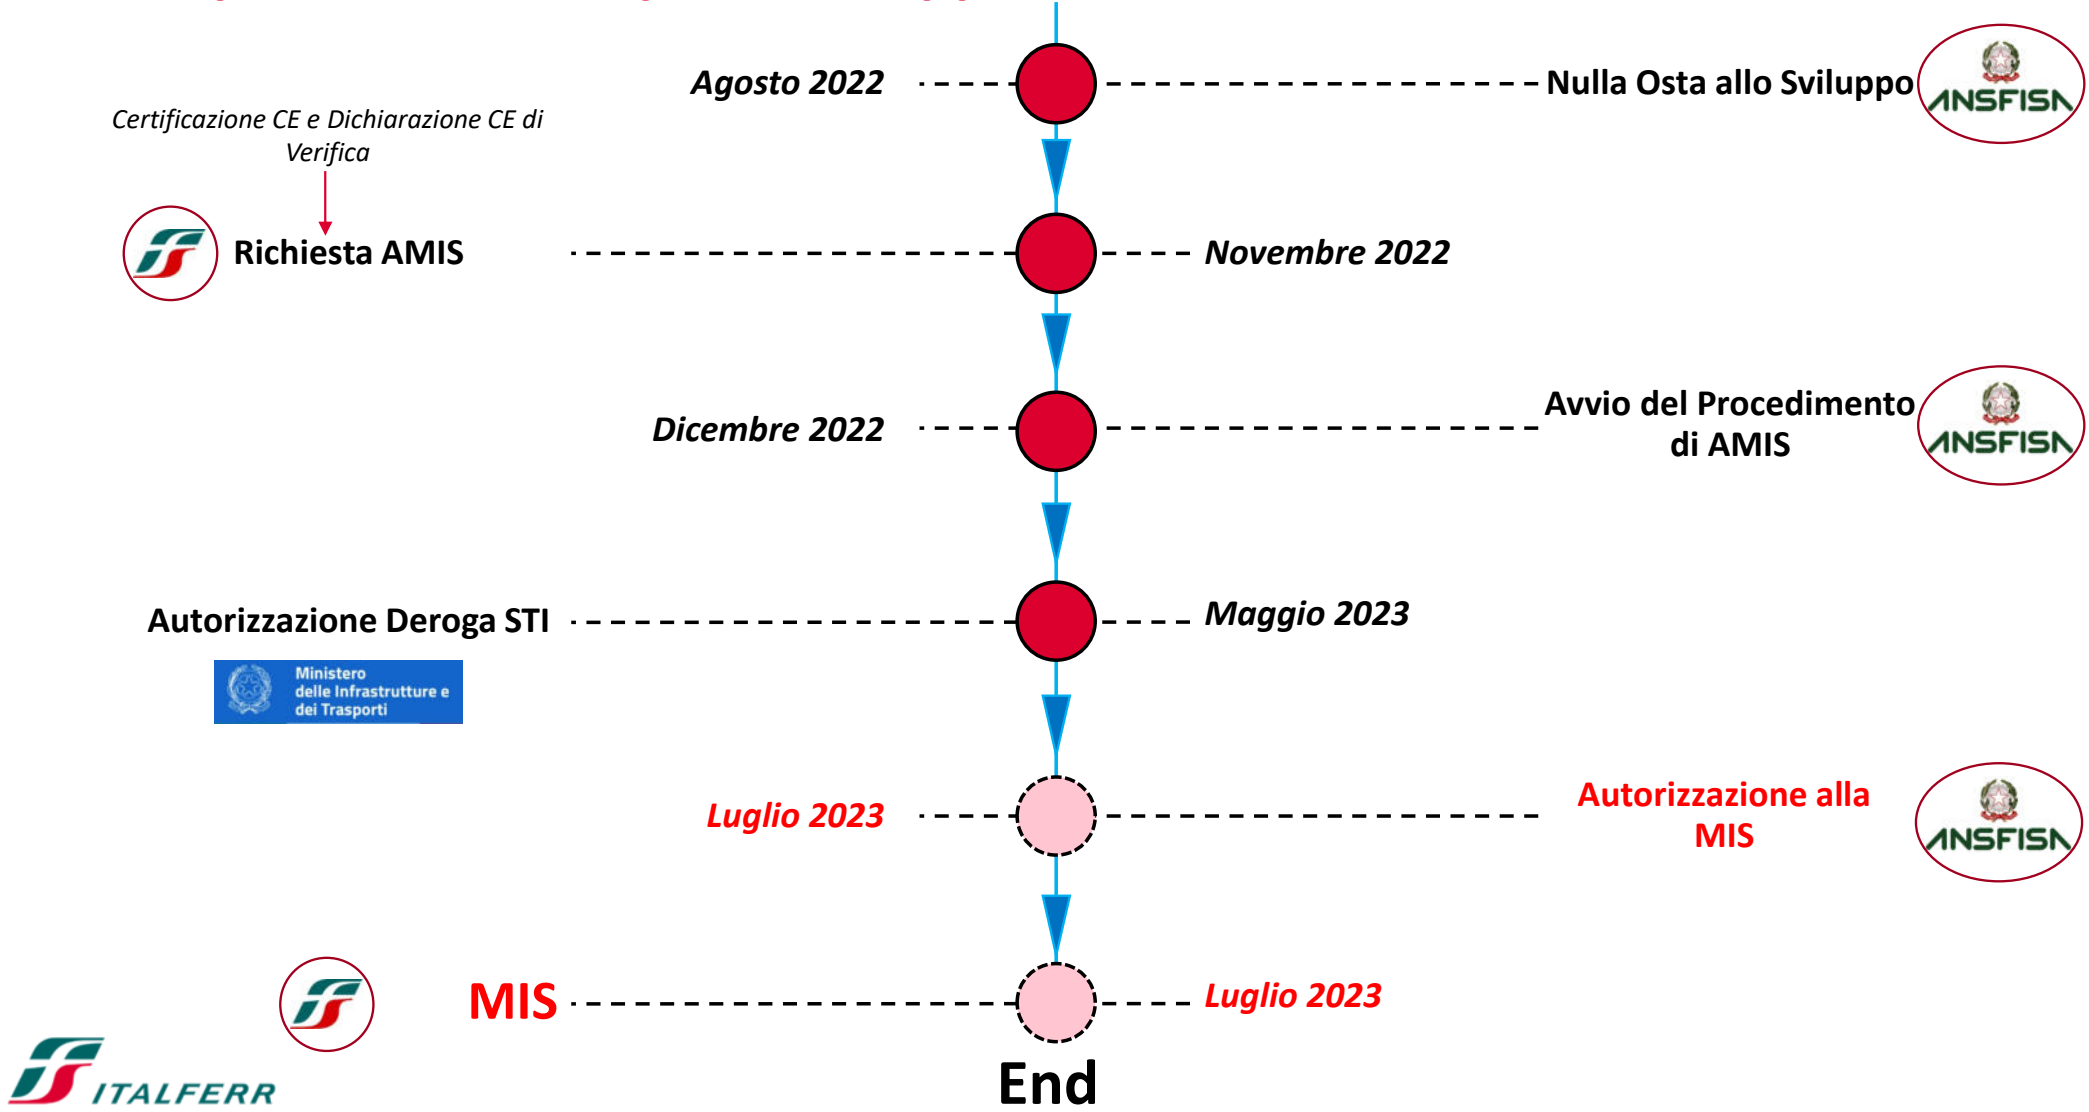 Agosto 2022
Nulla Osta allo Sviluppo
ANSFISA
Certificazione CE e Dichiarazione CE di
Verifica
Richiesta AMIS
Novembre 2022
Dicembre 2022
Avvio del Procedimento
di AMIS
ANSFISA
Autorizzazione Deroga STI
Maggio 2023
Ministero
delle Infrastrutture e
dei Trasporti
Luglio 2023
Autorizzazione alla
MIS
ANSFISA
MIS
Luglio 2023
End
ITALFERR